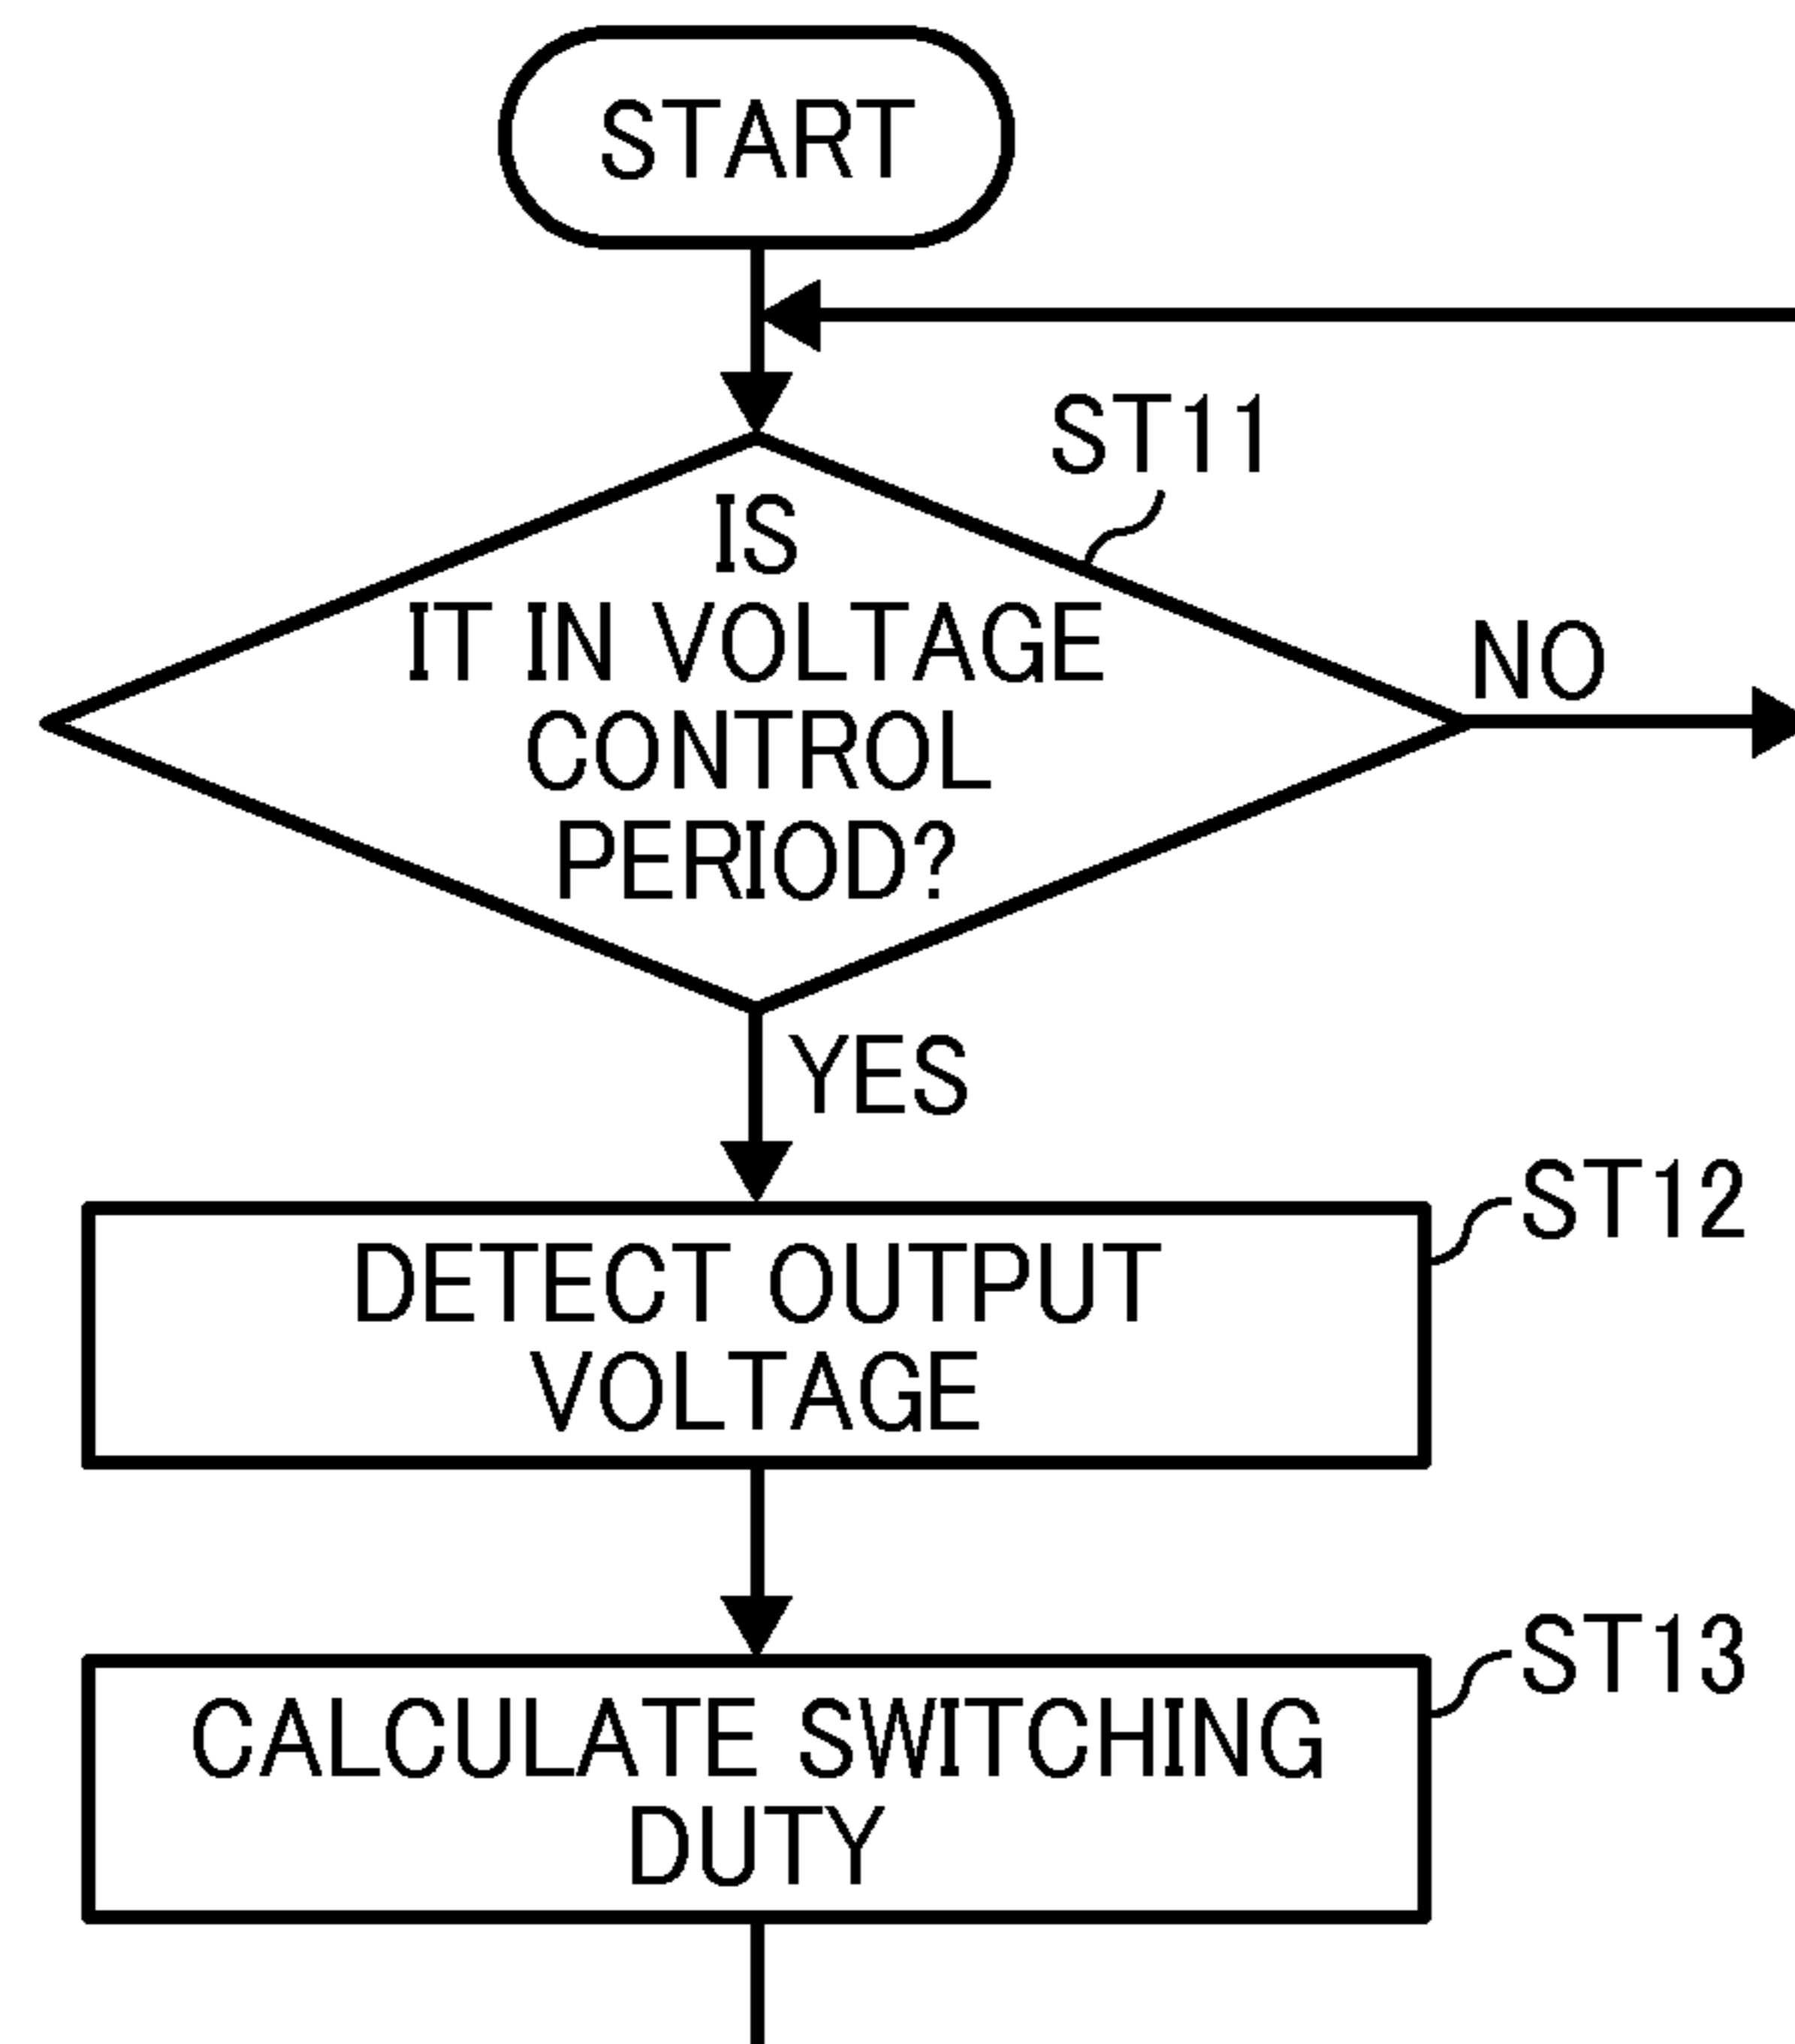 START
ST11
IS
IT IN VOLTAGE
CONTROL
PERIOD?
NO
YES
ST12
DETECT OUTPUT
VOLTAGE
ST13
CALCULATE SWITCHING
DUTY